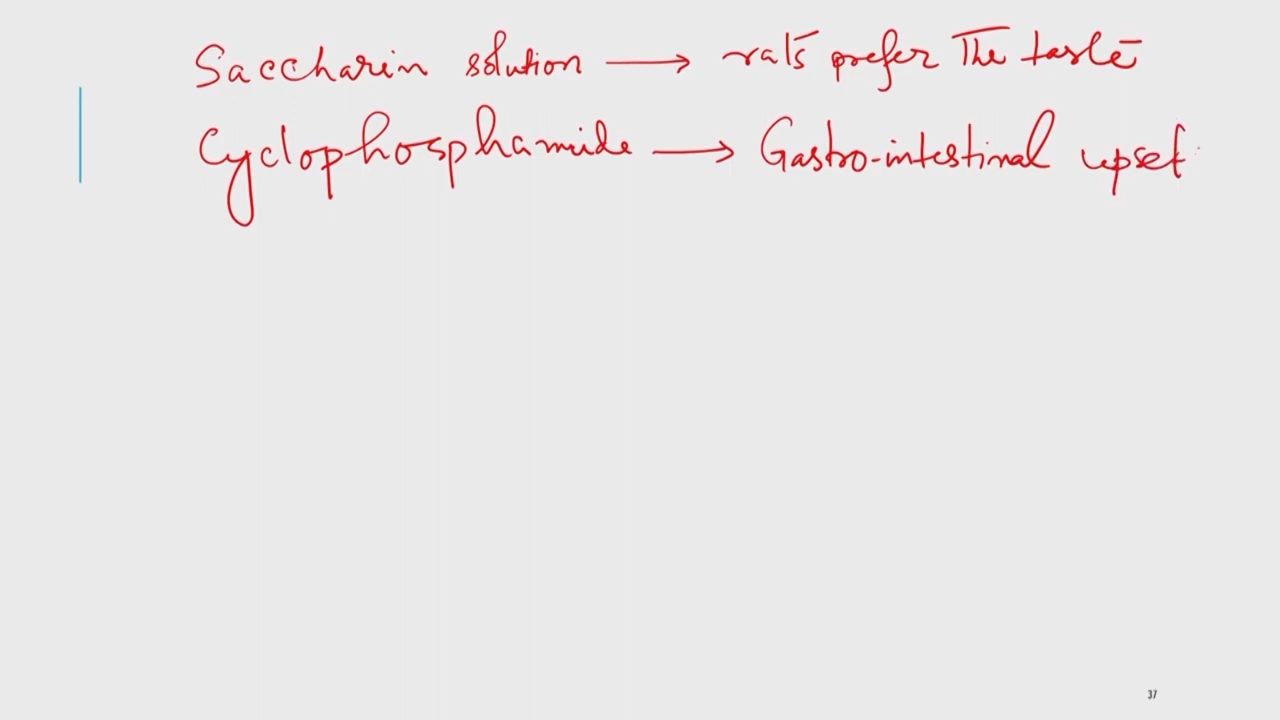 Saccharin solution → rats prefer The taste
Cyclophosphamide → Gastro-intestinal upset
37